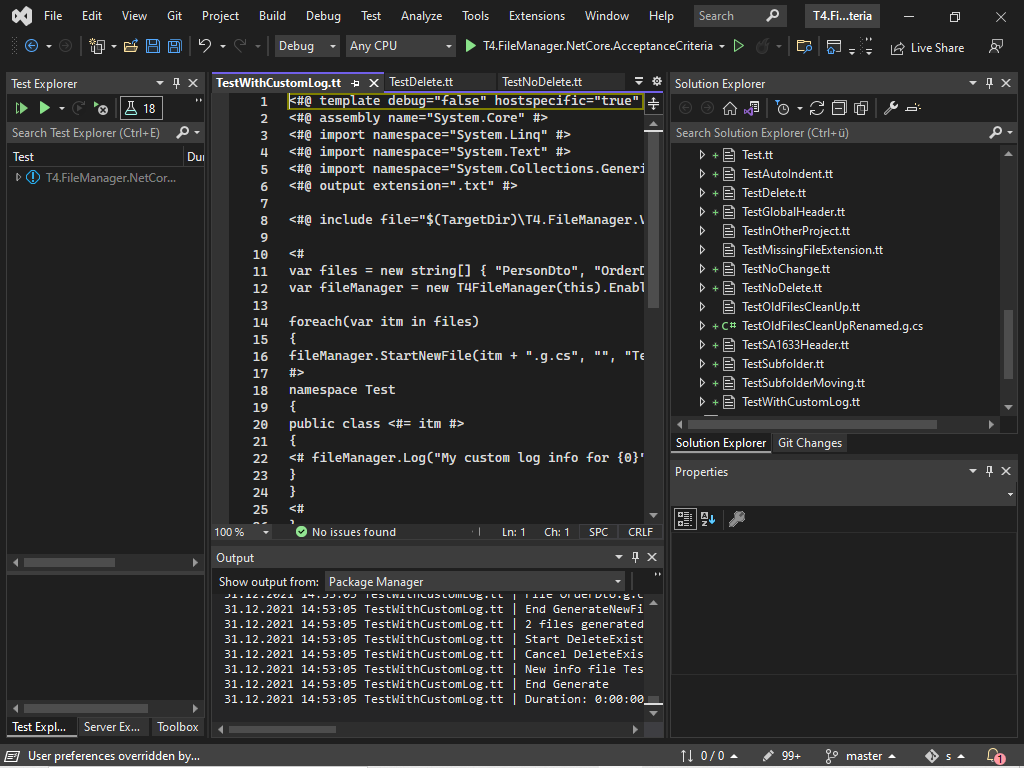 File Edit View Git Project Build Debug Test Analyze Tools Extensions Window Help Search T4.Fi...teria
Debug Any CPU T4.FileManager.NetCore.AcceptanceCriteria Live Share
Test Explorer
18
Search Test Explorer (Ctrl+E)
Test Dur
T4.FileManager.NetCor...
Test Expl... Server Ex... Toolbox
TestWithCustomLog.tt TestDelete.tt TestNoDelete.tt
1 <#@ template debug="false" hostspecific="true"
2 <#@ assembly name="System.Core" #>
3 <#@ import namespace="System.Linq" #>
4 <#@ import namespace="System.Text" #>
5 <#@ import namespace="System.Collections.Generi
6 <#@ output extension=".txt" #>
7
8 <#@ include file="$(TargetDir)\T4.FileManager.V
9
10 <#
11 var files = new string[] { "PersonDto", "OrderD
12 var fileManager = new T4FileManager(this).Enabl
13
14 foreach(var itm in files)
15 {
16 fileManager.StartNewFile(itm + ".g.cs", "", "Te
17 #>
18 namespace Test
19 {
20 public class <#= itm #>
21 {
22 <# fileManager.Log("My custom log info for {0}"
23 }
24 }
25 <#
100 % No issues found Ln: 1 Ch: 1 SPC CRLF
Output
Show output from: Package Manager
31.12.2021 14:53:05 TestWithCustomLog.tt | File OrderDto.g.c
31.12.2021 14:53:05 TestWithCustomLog.tt | End GenerateNewFi
31.12.2021 14:53:05 TestWithCustomLog.tt | 2 files generated
31.12.2021 14:53:05 TestWithCustomLog.tt | Start DeleteExist
31.12.2021 14:53:05 TestWithCustomLog.tt | Cancel DeleteExis
31.12.2021 14:53:05 TestWithCustomLog.tt | New info file Tes
31.12.2021 14:53:05 TestWithCustomLog.tt | End Generate
31.12.2021 14:53:05 TestWithCustomLog.tt | Duration: 0:00:00
Solution Explorer
Search Solution Explorer (Ctrl+ü)
Test.tt
TestAutoIndent.tt
TestDelete.tt
TestGlobalHeader.tt
TestInOtherProject.tt
TestMissingFileExtension.tt
TestNoChange.tt
TestNoDelete.tt
TestOldFilesCleanUp.tt
C# TestOldFilesCleanUpRenamed.g.cs
TestSA1633Header.tt
TestSubfolder.tt
TestSubfolderMoving.tt
TestWithCustomLog.tt
Solution Explorer Git Changes
Properties
User preferences overridden by... 0 / 0 99+ master s 1